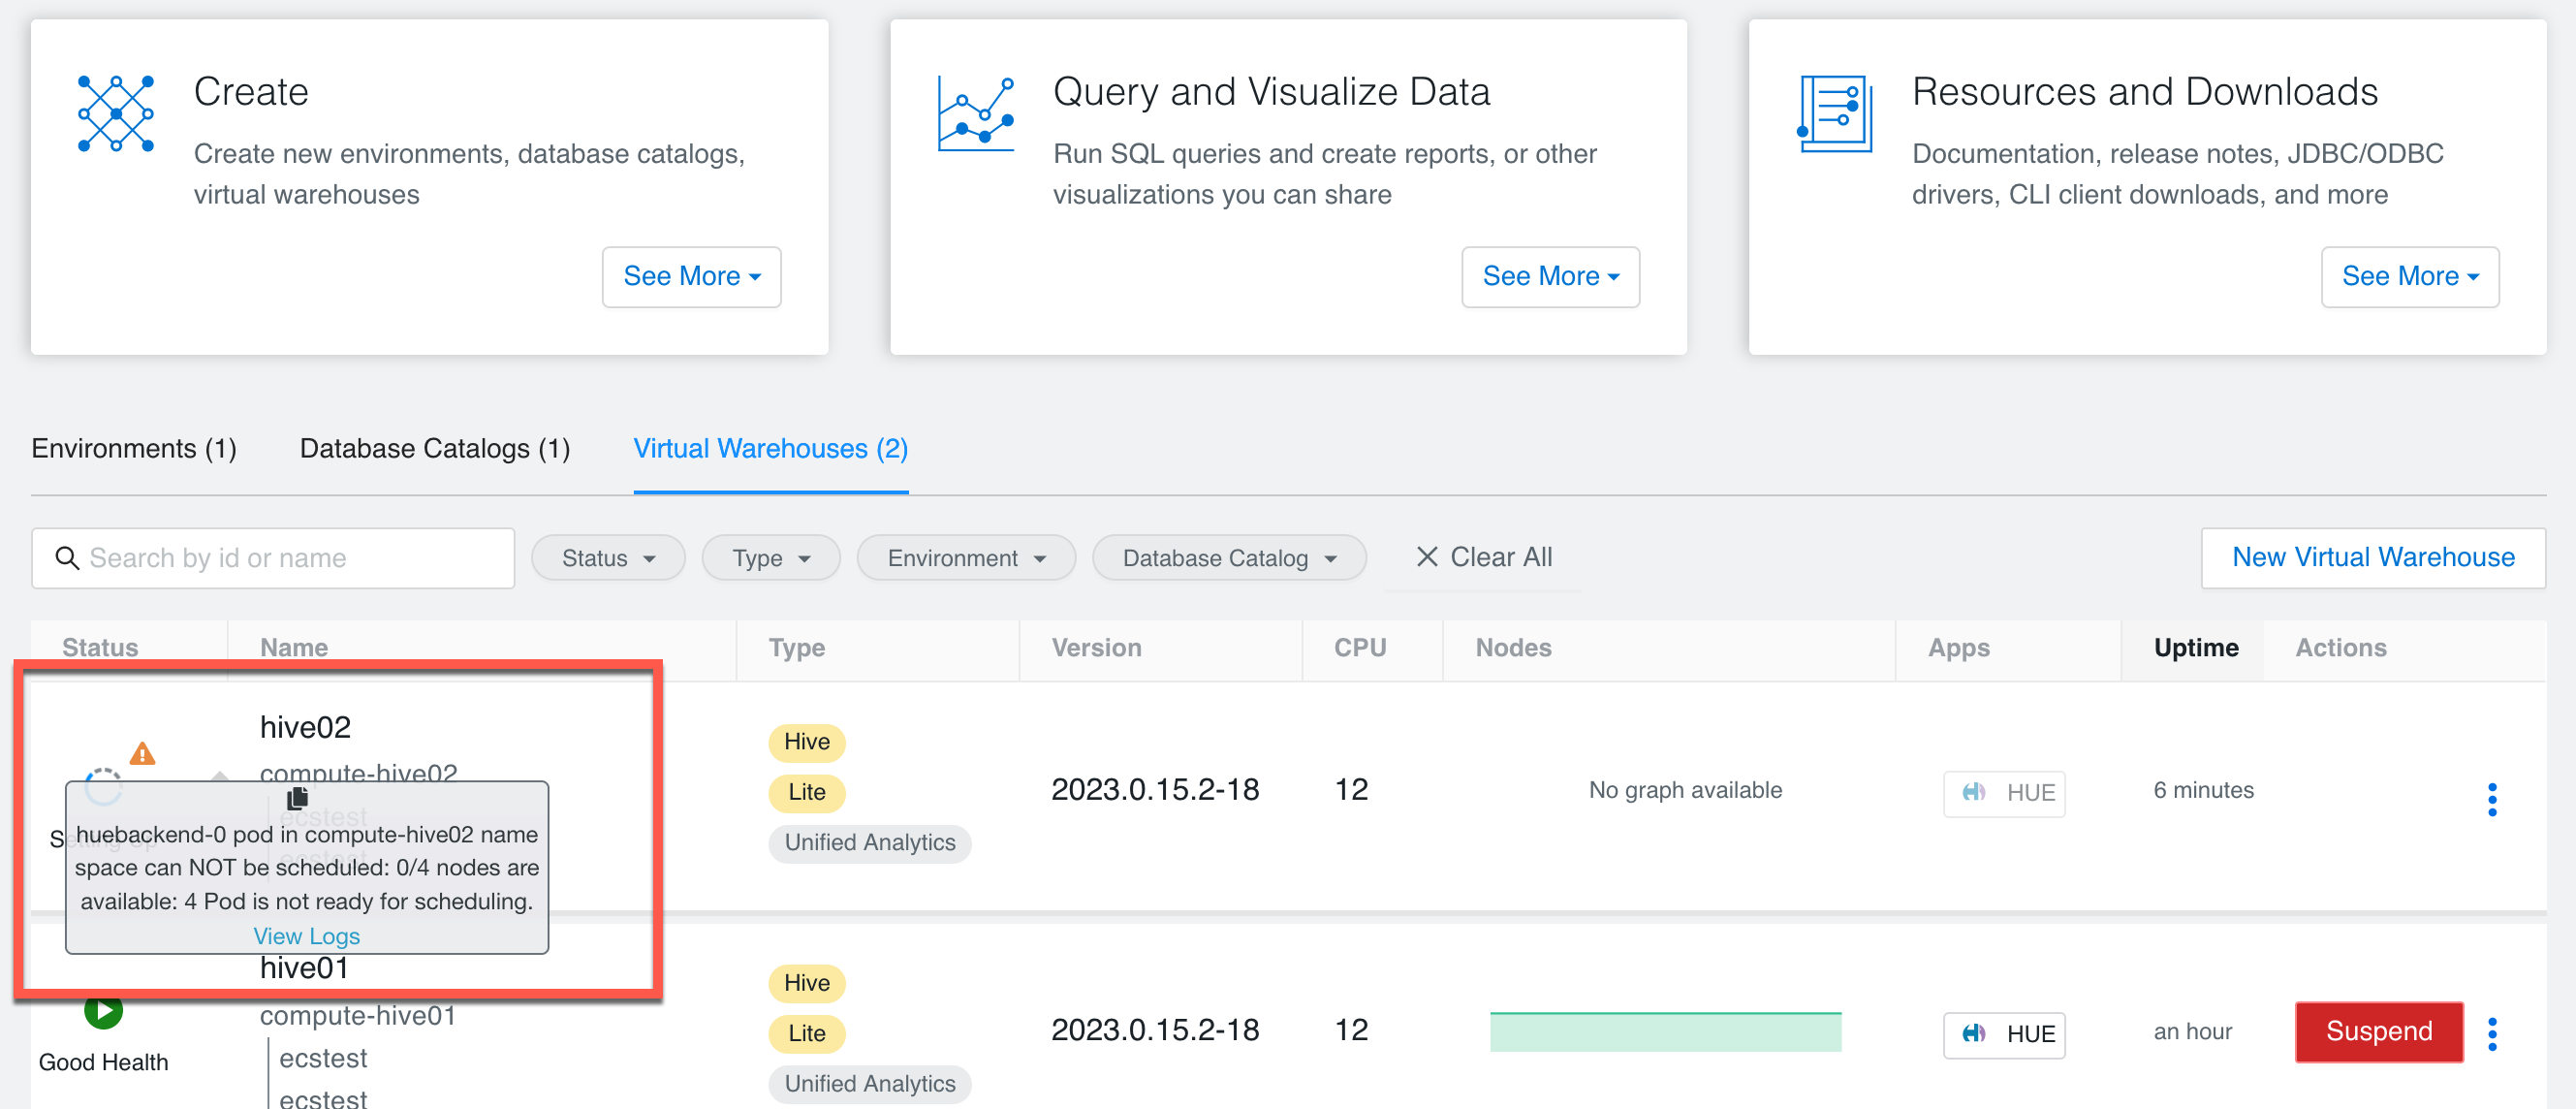 Create
Create new environments, database catalogs,
virtual warehouses
See More
Query and Visualize Data
Run SQL queries and create reports, or other
visualizations you can share
See More
Resources and Downloads
Documentation, release notes, JDBC/ODBC
drivers, CLI client downloads, and more
See More
Environments (1)
Database Catalogs (1)
Virtual Warehouses (2)
Search by id or name
Status
Type
Environment
Database Catalog
Clear All
New Virtual Warehouse
Status
Name
Type
Version
CPU
Nodes
Apps
Uptime
Actions
hive02
compute-hive02
ecstest
ecstest
Setting Up
huebackend-0 pod in compute-hive02 name
space can NOT be scheduled: 0/4 nodes are
available: 4 Pod is not ready for scheduling.
View Logs
Hive
Lite
Unified Analytics
2023.0.15.2-18
12
No graph available
HUE
6 minutes
hive01
Good Health
compute-hive01
ecstest
ecstest
Hive
Lite
Unified Analytics
2023.0.15.2-18
12
HUE
an hour
Suspend